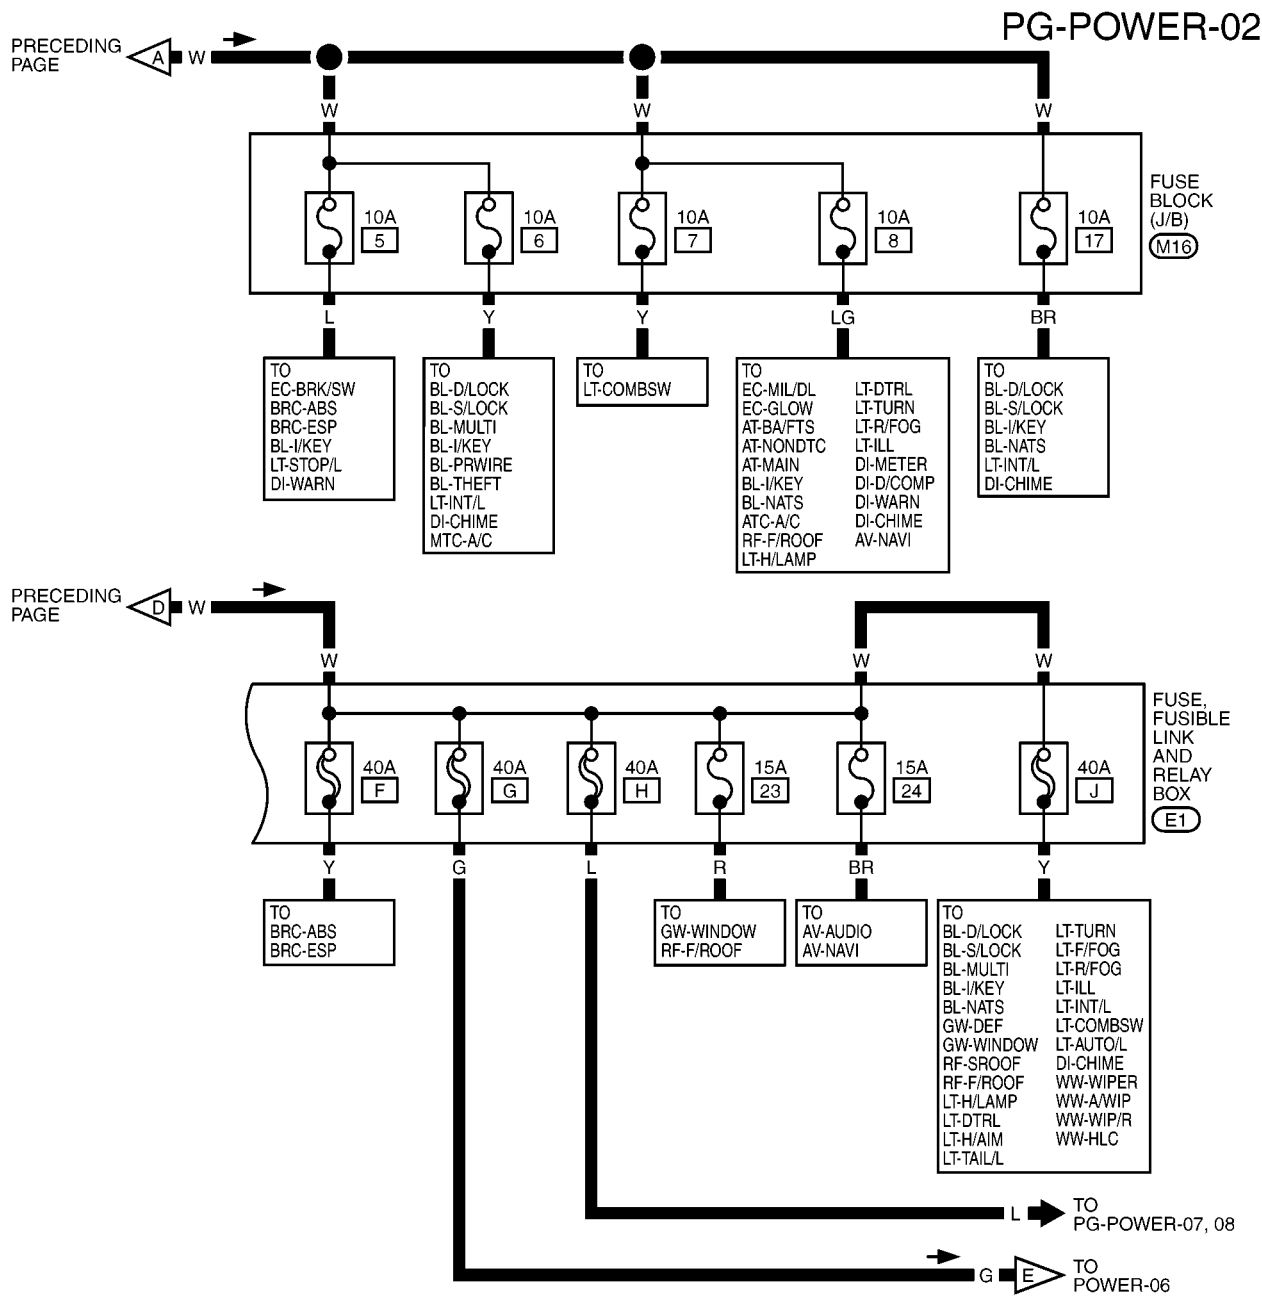 PG-POWER-02
PRECEDING
PAGE
A
W
W
W
W
10A
5
10A
6
10A
7
10A
8
10A
17
FUSE
BLOCK
(J/B)
M16
L
Y
Y
LG
BR
TO
EC-BRK/SW
BRC-ABS
BRC-ESP
BL-I/KEY
LT-STOP/L
DI-WARN
TO
BL-D/LOCK
BL-S/LOCK
BL-MULTI
BL-I/KEY
BL-PRWIRE
BL-THEFT
LT-INT/L
DI-CHIME
MTC-A/C
TO
LT-COMBSW
TO
EC-MIL/DL
EC-GLOW
AT-BA/FTS
AT-NONDTC
AT-MAIN
BL-I/KEY
BL-NATS
ATC-A/C
RF-F/ROOF
LT-H/LAMP
LT-DTRL
LT-TURN
LT-R/FOG
LT-ILL
DI-METER
DI-D/COMP
DI-WARN
DI-CHIME
AV-NAVI
TO
BL-D/LOCK
BL-S/LOCK
BL-I/KEY
BL-NATS
LT-INT/L
DI-CHIME
PRECEDING
PAGE
D
W
W
W
W
40A
F
40A
G
40A
H
15A
23
15A
24
40A
J
FUSE,
FUSIBLE
LINK
AND
RELAY
BOX
E1
Y
G
L
R
BR
Y
TO
BRC-ABS
BRC-ESP
TO
GW-WINDOW
RF-F/ROOF
TO
AV-AUDIO
AV-NAVI
TO
BL-D/LOCK
BL-S/LOCK
BL-MULTI
BL-I/KEY
BL-NATS
GW-DEF
GW-WINDOW
RF-SROOF
RF-F/ROOF
LT-H/LAMP
LT-DTRL
LT-H/AIM
LT-TAIL/L
LT-TURN
LT-F/FOG
LT-R/FOG
LT-ILL
LT-INT/L
LT-COMBSW
LT-AUTO/L
DI-CHIME
WW-WIPER
WW-A/WIP
WW-WIP/R
WW-HLC
L
TO
PG-POWER-07, 08
G
E
TO
POWER-06